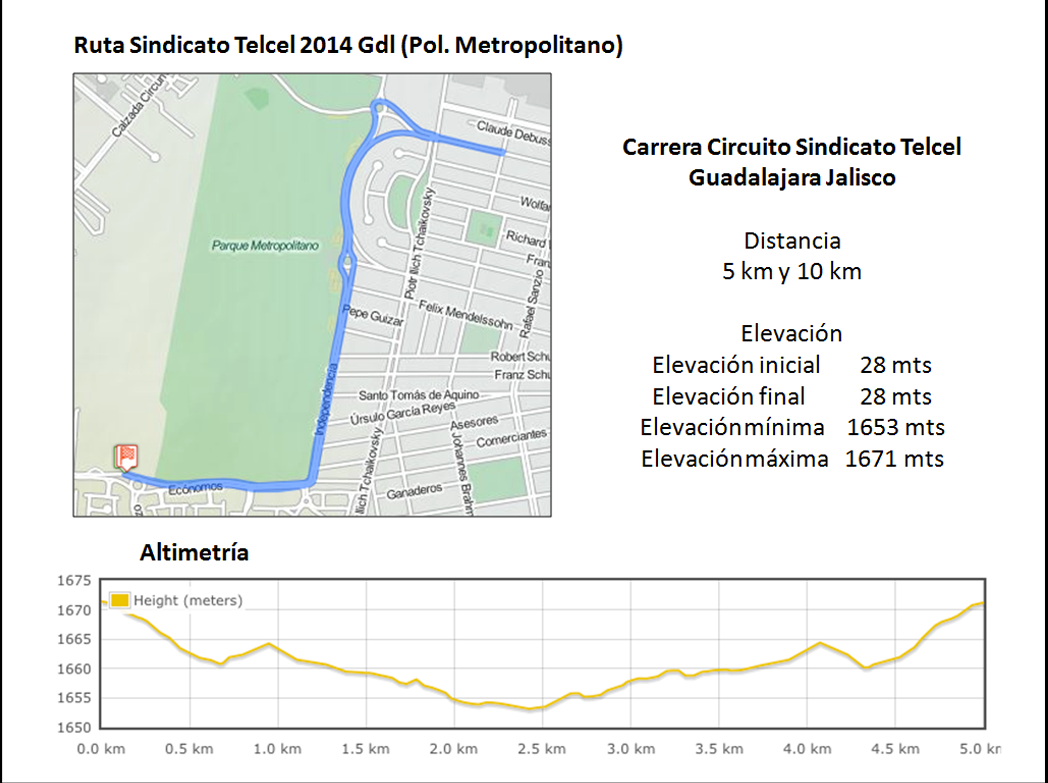 Ruta Sindicato Telcel 2014 Gdl (Pol. Metropolitano)
Calzada Circun
Claude Debuss
Wolfa
Piotr Ilich Tchaikovsky
Richard
Parque Metropolitano
Fran
Rafael Sanzio
Pepe Guizar
Felix Mendelssohn
Robert Schu
Franz Schu
Independencia
Santo Tomás de Aquino
Úrsulo García Reyes
Asesores
Comerciantes
Ilich Tchaikovsky
Johannes Brahm
Ecónomos
Ganaderos
zo
Carrera Circuito Sindicato Telcel
Guadalajara Jalisco
Distancia
5 km y 10 km
Elevación
Elevación inicial 28 mts
Elevación final 28 mts
Elevación mínima 1653 mts
Elevación máxima 1671 mts
Altimetría
Height (meters)
1675
1670
1665
1660
1655
1650
0.0 km 0.5 km 1.0 km 1.5 km 2.0 km 2.5 km 3.0 km 3.5 km 4.0 km 4.5 km 5.0 kr